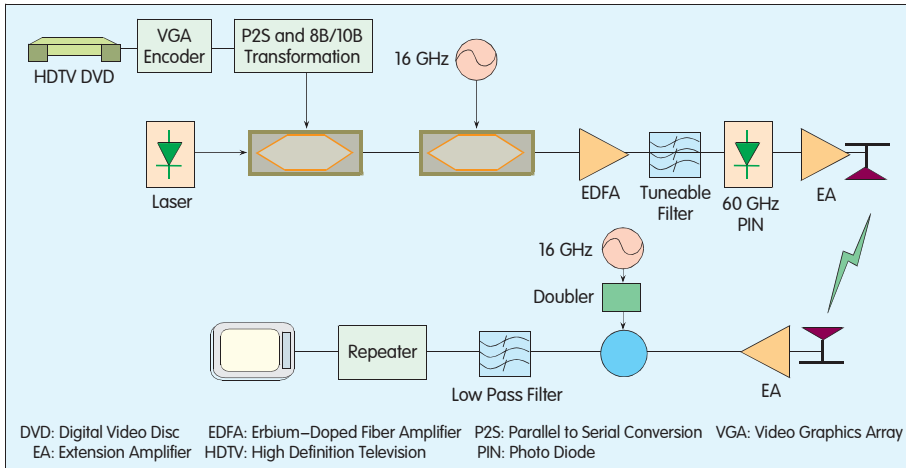 HDTV DVD
VGA
Encoder
P2S and 8B/10B
Transformation
16 GHz
Laser
EDFA
Tuneable
Filter
60 GHz
PIN
EA
16 GHz
Doubler
Repeater
Low Pass Filter
EA
DVD: Digital Video Disc EDFA: Erbium–Doped Fiber Amplifier P2S: Parallel to Serial Conversion VGA: Video Graphics Array
EA: Extension Amplifier HDTV: High Definition Television PIN: Photo Diode